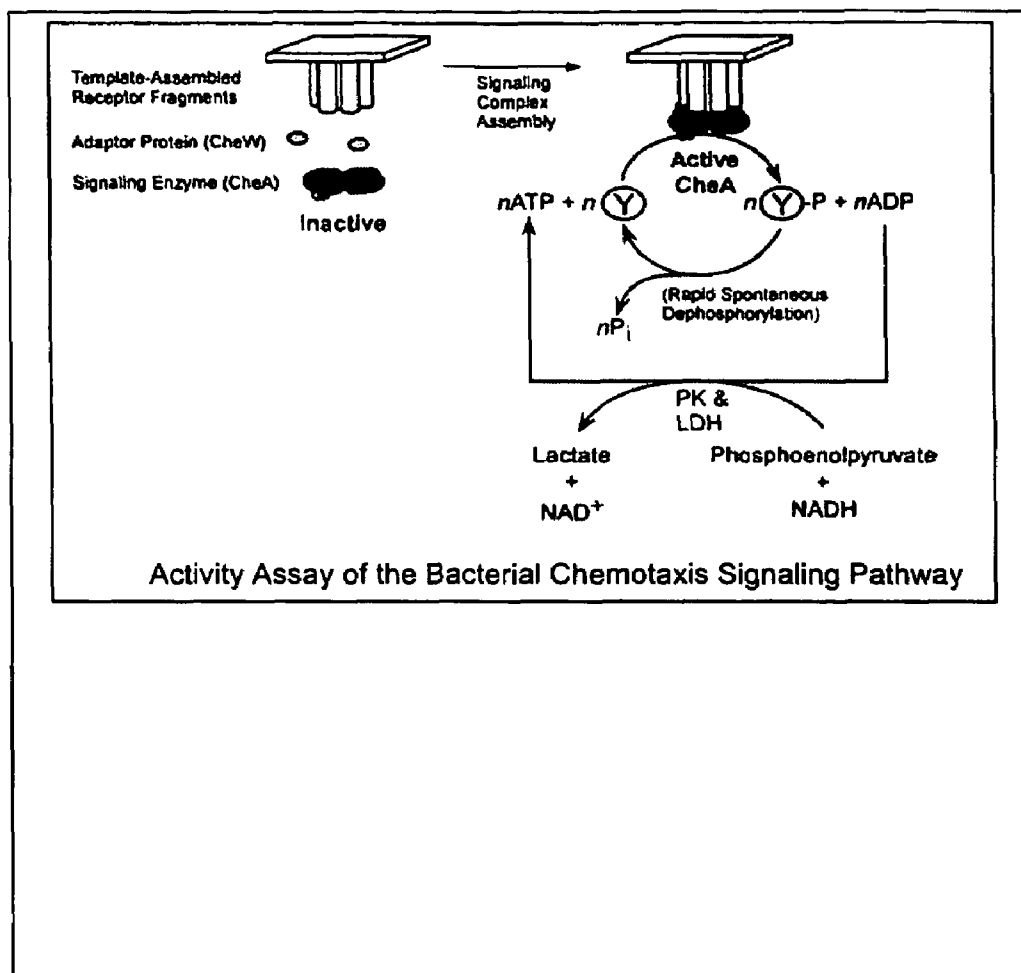 Template-Assembled
Receptor Fragments
Adaptor Protein (CheW)
Signaling Enzyme (CheA)
Inactive
Signaling
Complex
Assembly
Active
CheA
nATP + n Y
n Y -P + nADP
(Rapid Spontaneous
Dephosphorylation)
nPi
PK &
LDH
Lactate
+
NAD+
Phosphoenolpyruvate
+
NADH
Activity Assay of the Bacterial Chemotaxis Signaling Pathway